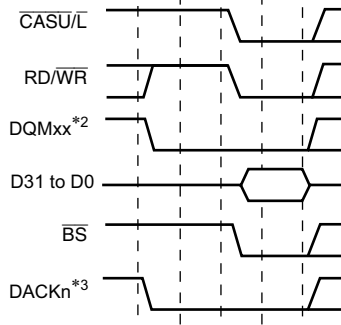 CASU/L
RD/WR
DQMxx*2
D31 to D0
BS
DACKn*3